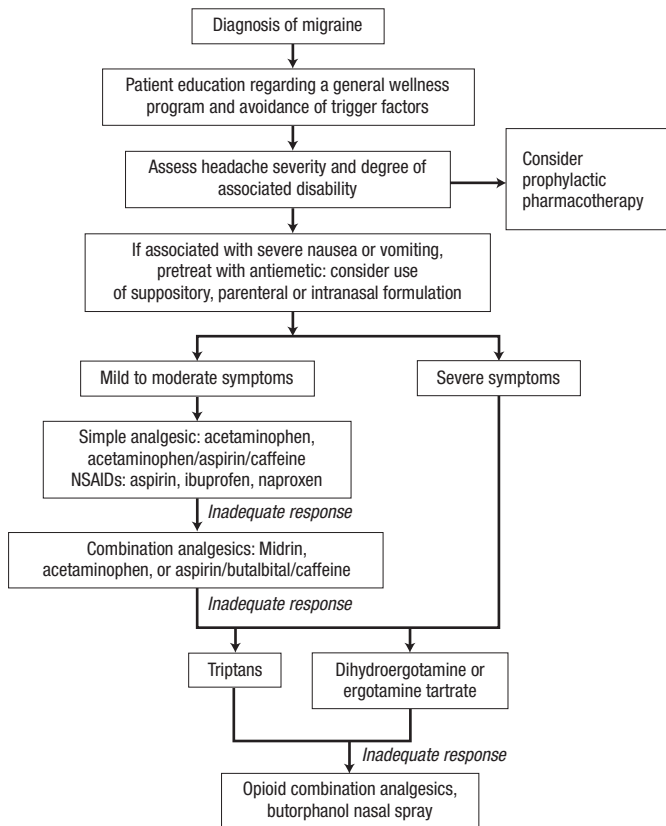 Diagnosis of migraine
Patient education regarding a general wellness
program and avoidance of trigger factors
Assess headache severity and degree of
associated disability
Consider
prophylactic
pharmacotherapy
If associated with severe nausea or vomiting,
pretreat with antiemetic: consider use
of suppository, parenteral or intranasal formulation
Mild to moderate symptoms
Severe symptoms
Simple analgesic: acetaminophen,
acetaminophen/aspirin/caffeine
NSAIDs: aspirin, ibuprofen, naproxen
Inadequate response
Combination analgesics: Midrin,
acetaminophen, or aspirin/butalbital/caffeine
Inadequate response
Triptans
Dihydroergotamine or
ergotamine tartrate
Inadequate response
Opioid combination analgesics,
butorphanol nasal spray